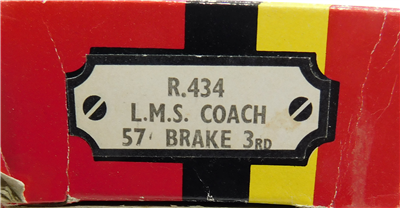 R.434
L.M.S. COACH
57' BRAKE 3RD